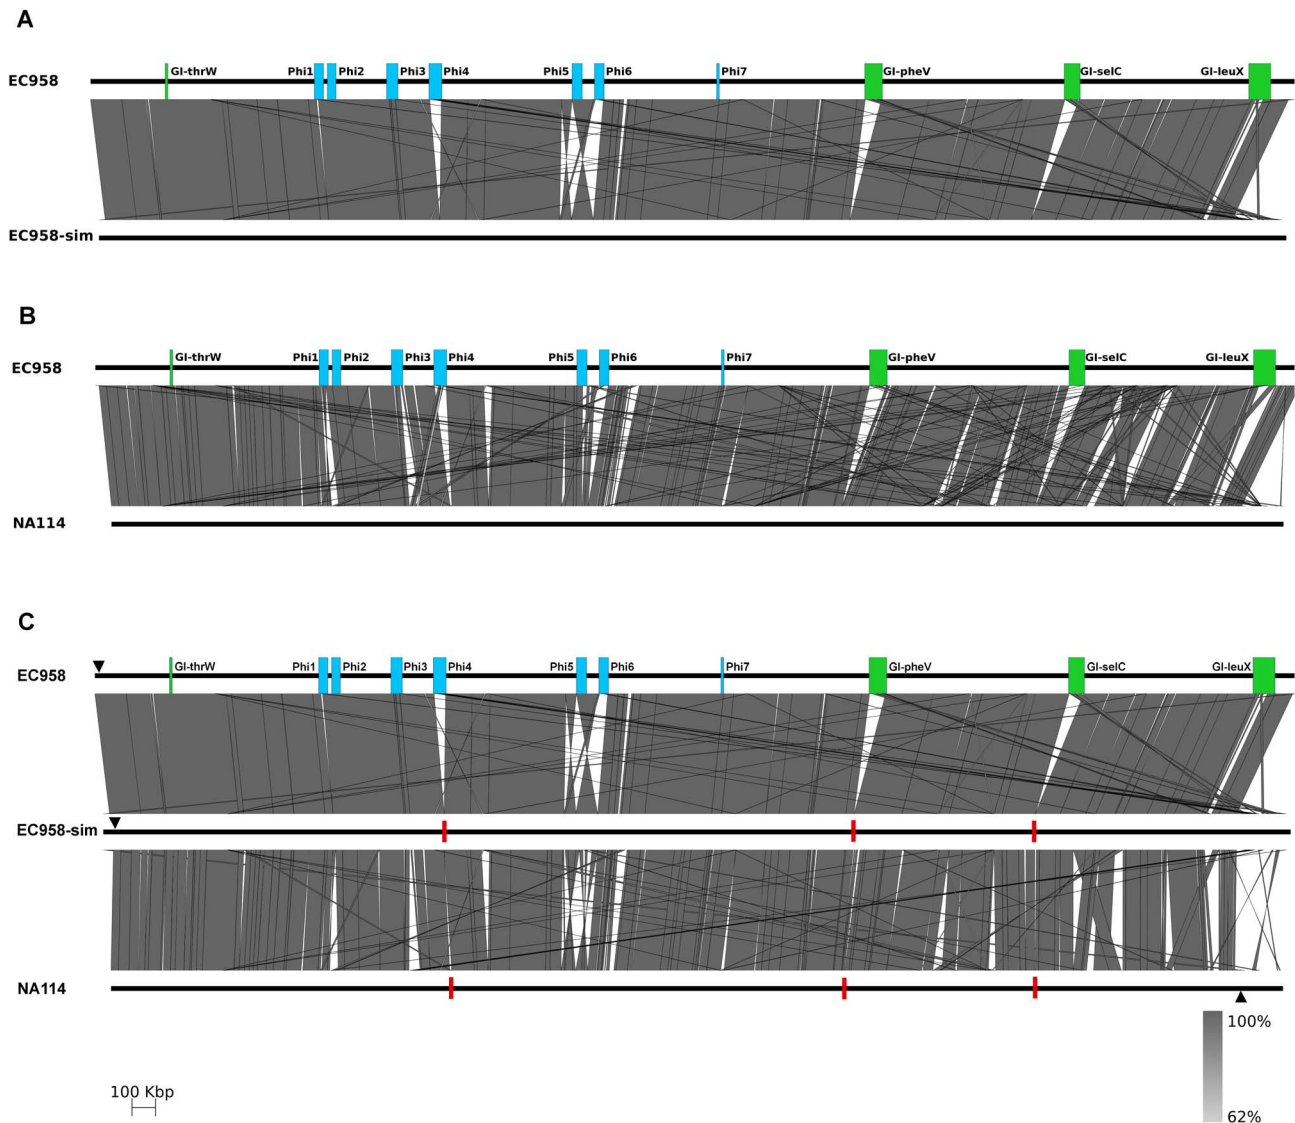 A
GI-thrW Phi1 Phi2 Phi3 Phi4 Phi5 Phi6 Phi7 GI-pheV GI-selC GI-leuX
EC958
EC958-sim
B
GI-thrW Phi1 Phi2 Phi3 Phi4 Phi5 Phi6 Phi7 GI-pheV GI-selC GI-leuX
EC958
NA114
C
GI-thrW Phi1 Phi2 Phi3 Phi4 Phi5 Phi6 Phi7 GI-pheV GI-selC GI-leuX
EC958
EC958-sim
NA114
100%
100 Kbp
62%